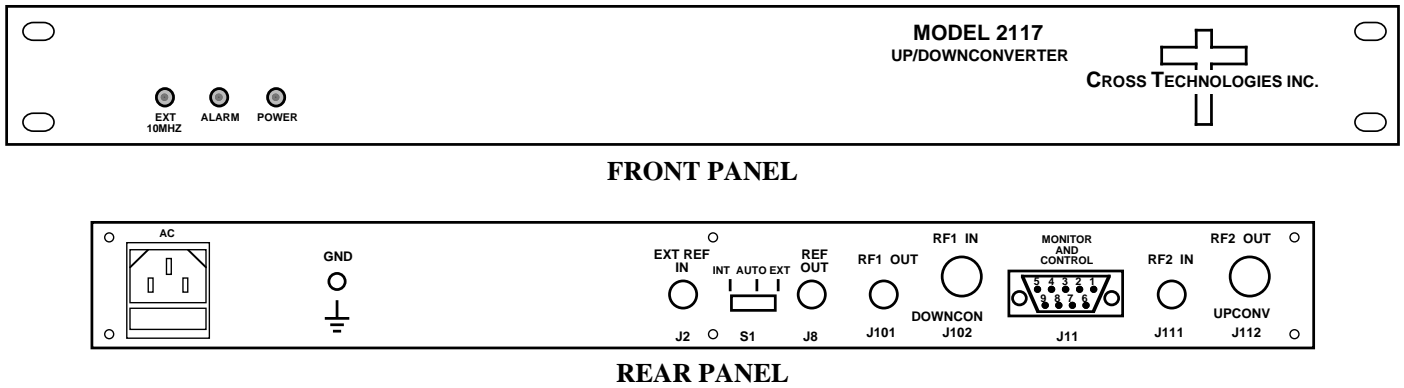 MODEL 2117
UP/DOWNCONVERTER
CROSS TECHNOLOGIES INC.
EXT
10MHZ
ALARM
POWER
FRONT PANEL
AC
GND
EXT REF
IN
J2
INT AUTO EXT
S1
REF
OUT
J8
RF1 OUT
J101
RF1 IN
DOWNCON
J102
MONITOR
AND
CONTROL
5 4 3 2 1
9 8 7 6
J11
RF2 IN
J111
RF2 OUT
UPCONV
J112
REAR PANEL